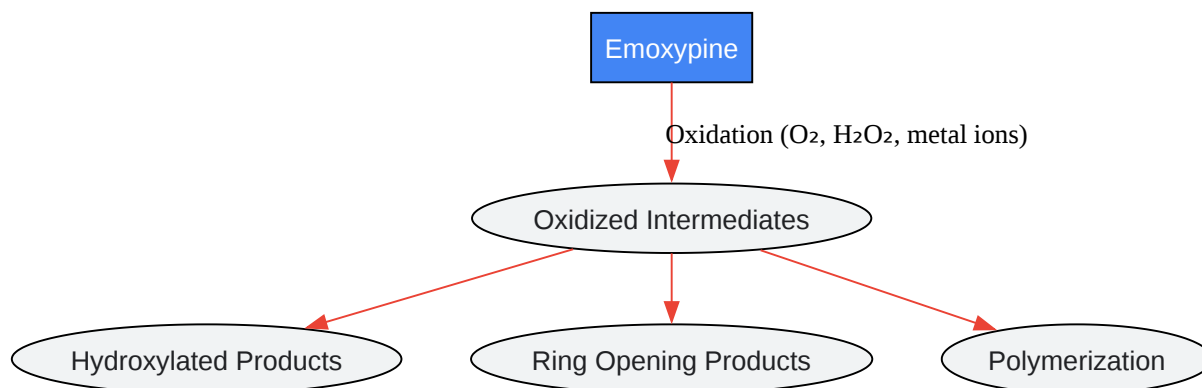 Emoxypine
Oxidation (O₂, H₂O₂, metal ions)
Oxidized Intermediates
Hydroxylated Products
Ring Opening Products
Polymerization